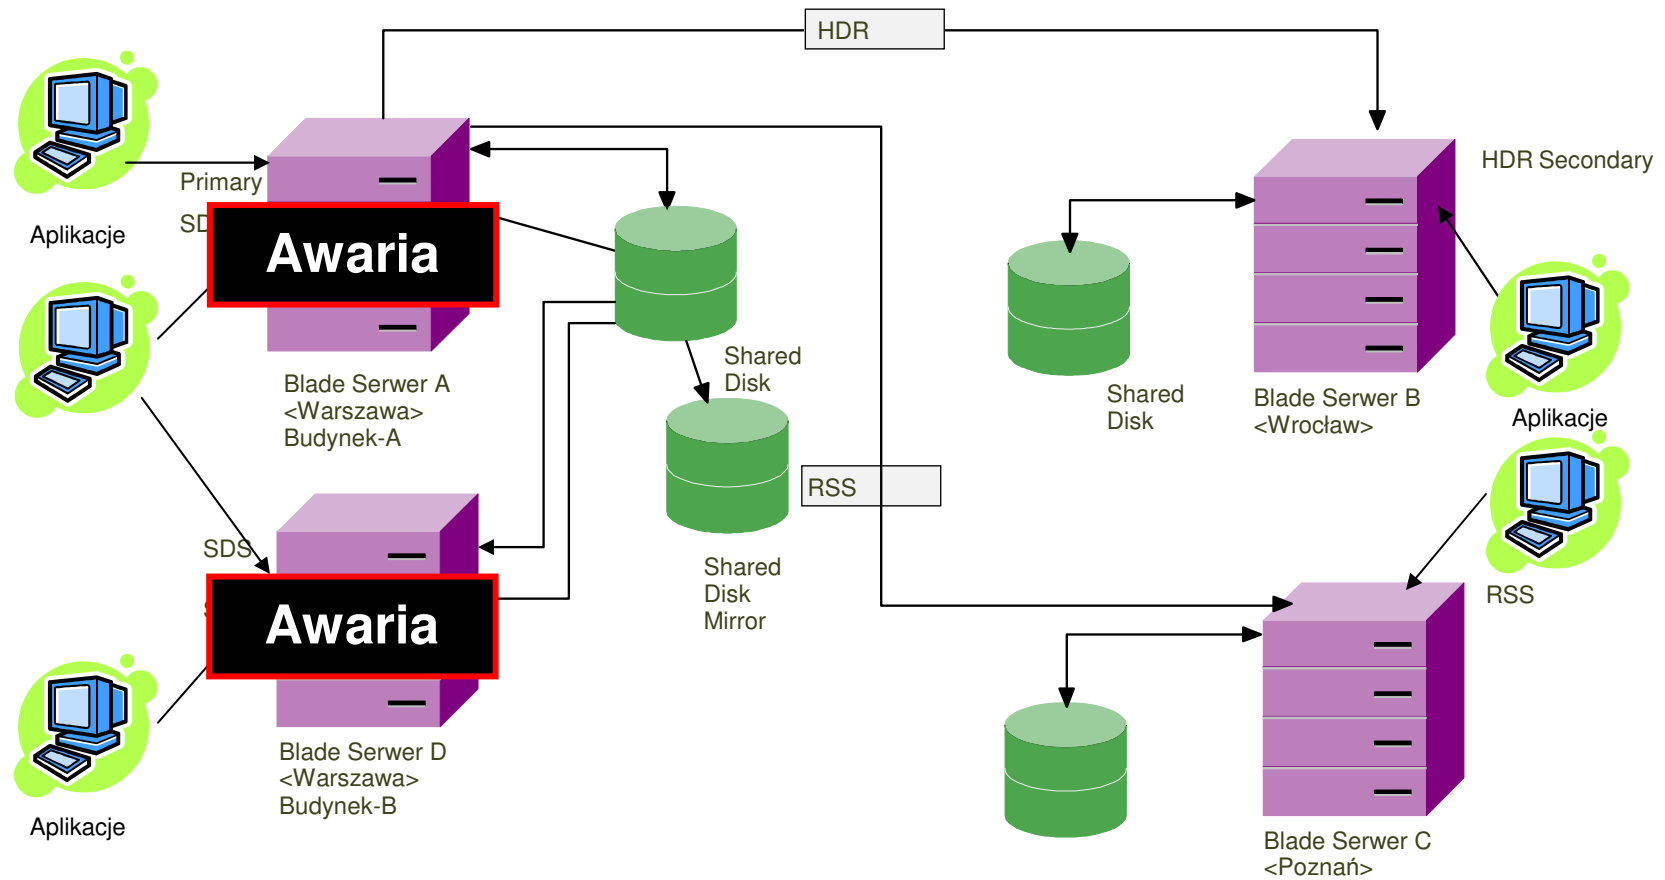 HDR
HDR Secondary
Primary
Aplikacje
Awaria
Shared
Disk
Blade Serwer A
<Warszawa>
Budynek-A
Shared
Disk
Blade Serwer B
<Wrocław>
Aplikacje
RSS
SDS
Shared
Disk
Mirror
RSS
Awaria
Blade Serwer D
<Warszawa>
Budynek-B
Aplikacje
Blade Serwer C
<Poznań>